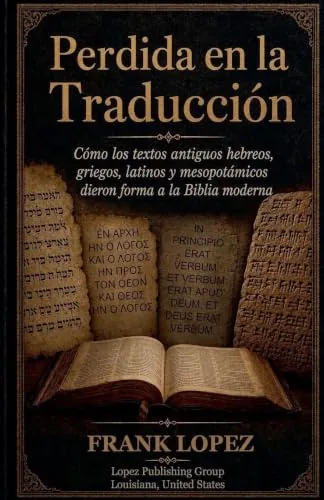 Perdida en la
Traducción
Cómo los textos antiguos hebreos,
griegos, latinos y mesopotámicos
dieron forma a la Biblia moderna
ΕΝ ΑΡΧΗ
ΗΝ Ο ΛΟΓΟΣ
ΚΑΙ Ο ΛΟΓΟΣ
ΗΝ ΠΡΟΣ
ΤΟΝ ΘΕΟΝ
ΚΑΙ ΘΕΟΣ
ΗΝ Ο ΛΟΓΟΣ
IN
PRINCIPIO
ERAT
VERBUM
ET VERBUM
ERAT APUD
DEUM, ET
DEUS ERAT
VERBUM
FRANK LOPEZ
Lopez Publishing Group
Louisiana, United States